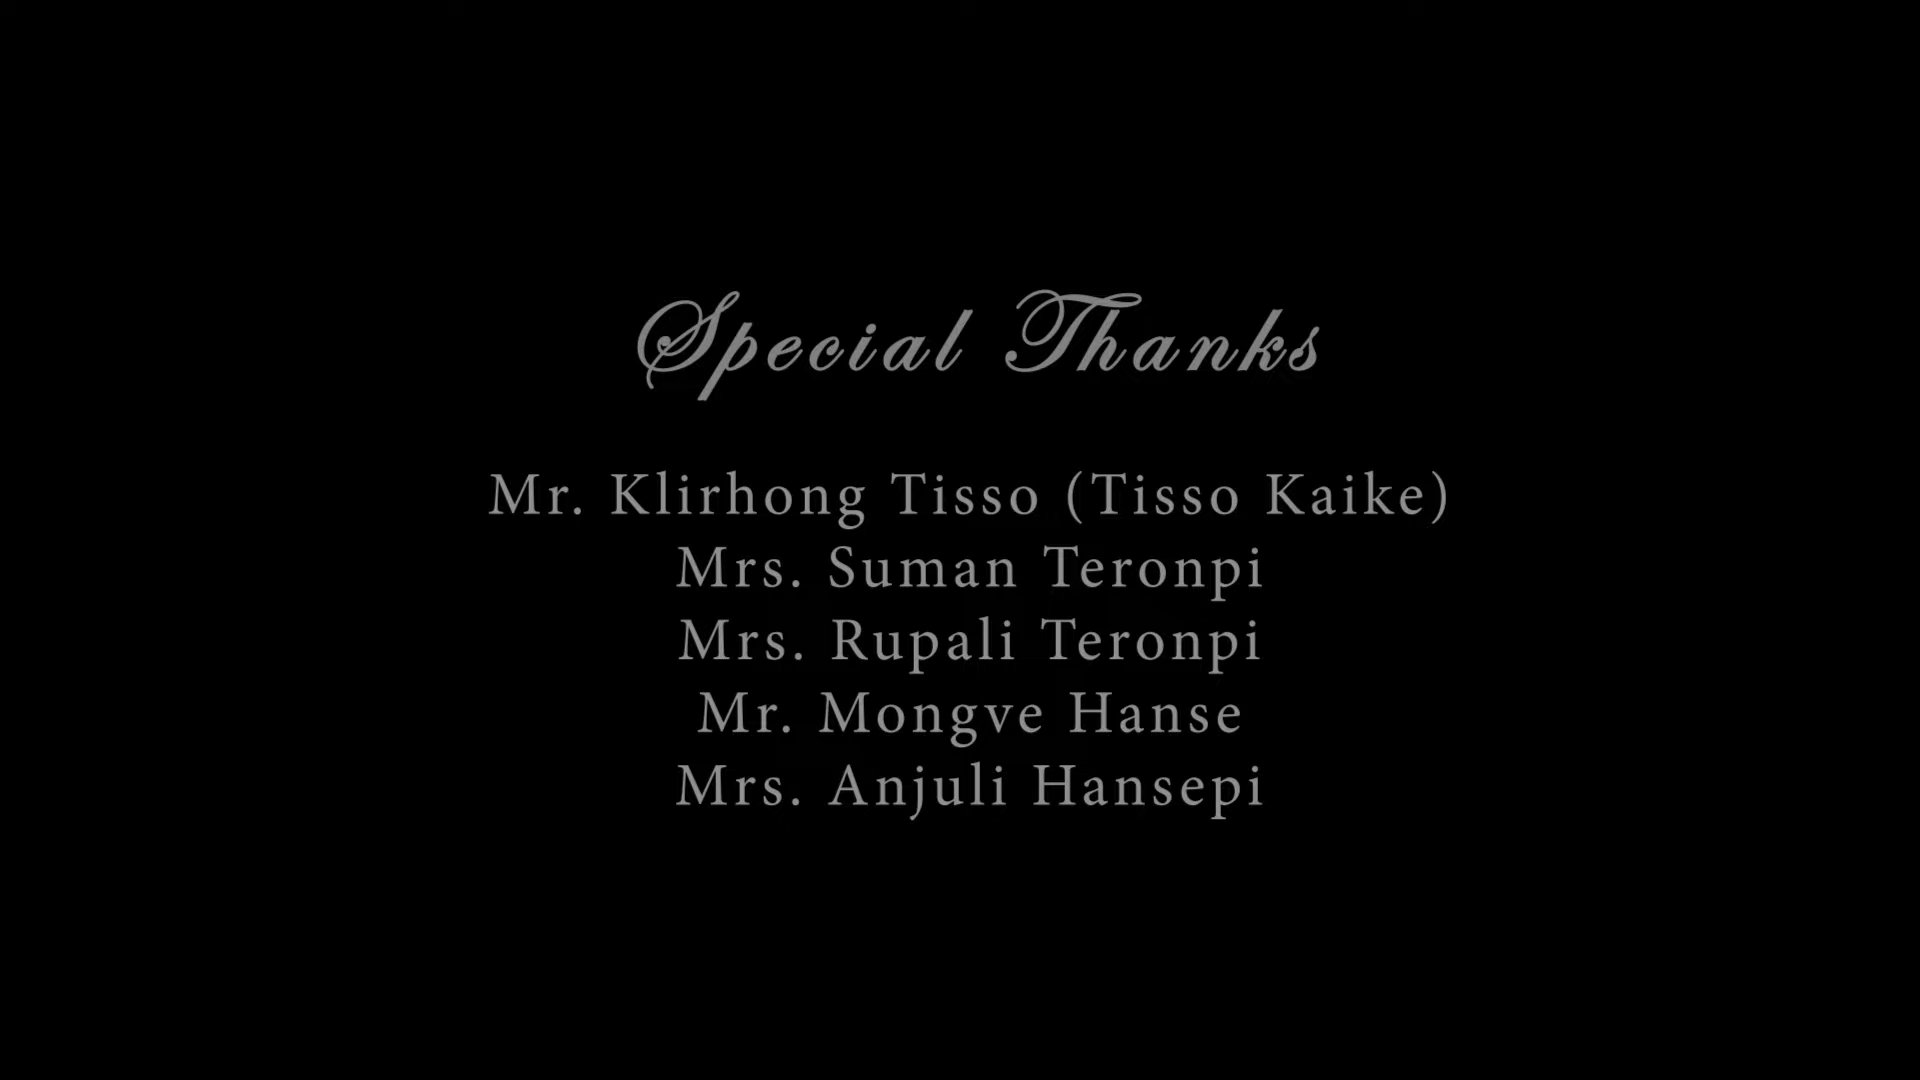 Special Thanks
Mr. Klirhong Tisso (Tisso Kaike)
Mrs. Suman Teronpi
Mrs. Rupali Teronpi
Mr. Mongve Hanse
Mrs. Anjuli Hansepi